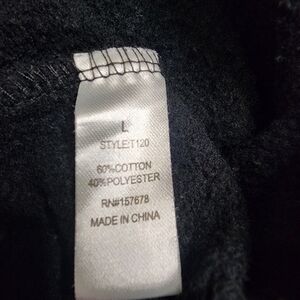 L
STYLE:T120
60%COTTON
40%POLYESTER
RN#157678
MADE IN CHINA